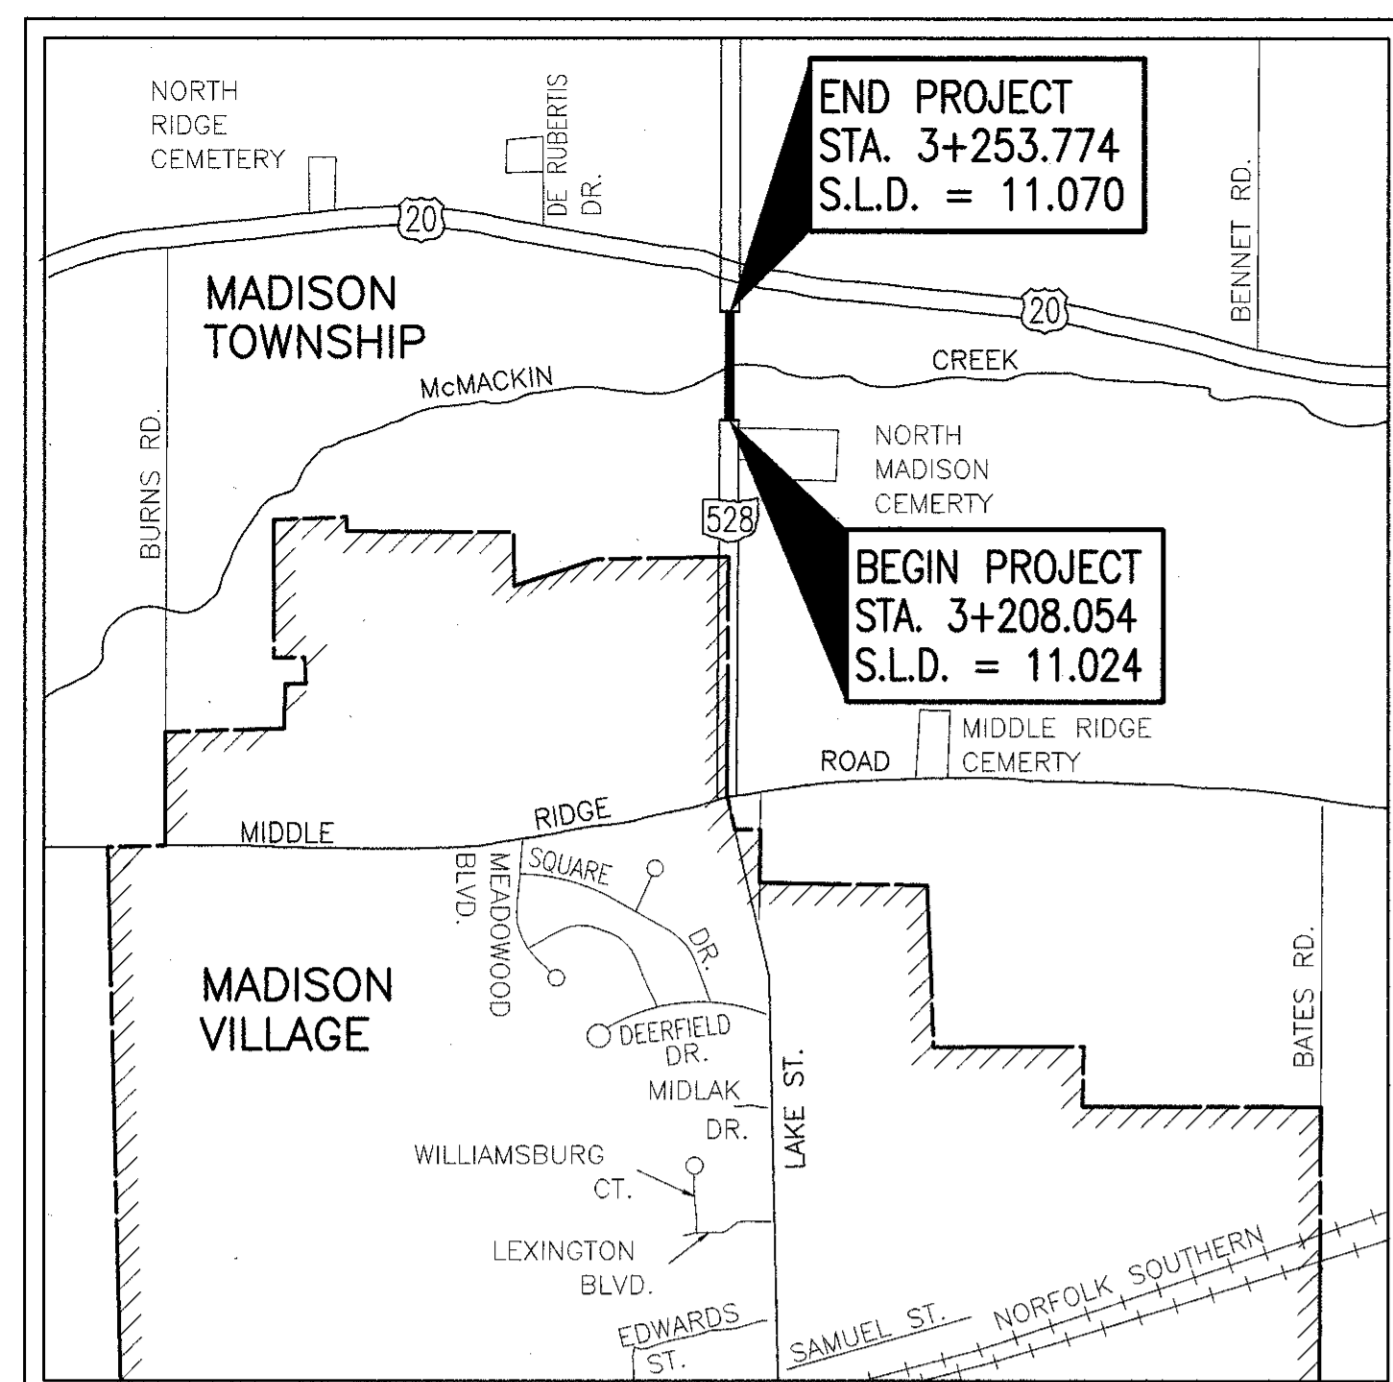 NORTH
RIDGE
CEMETERY
DE RUBERTIS
DR.
END PROJECT
STA. 3+253.774
S.L.D. = 11.070
BENNET RD.
20
20
MADISON
TOWNSHIP
McMACKIN
CREEK
BURNS RD.
NORTH
MADISON
CEMERTY
528
BEGIN PROJECT
STA. 3+208.054
S.L.D. = 11.024
MIDDLE RIDGE
CEMERTY
MIDDLE
RIDGE
ROAD
MEADOWOOD
BLVD.
SQUARE
DR.
MADISON
VILLAGE
DEERFIELD
DR.
MIDLAK
DR.
LAKE ST.
BATES RD.
WILLIAMSBURG
CT.
LEXINGTON
BLVD.
EDWARDS
ST.
SAMUEL ST.
NORFOLK SOUTHERN